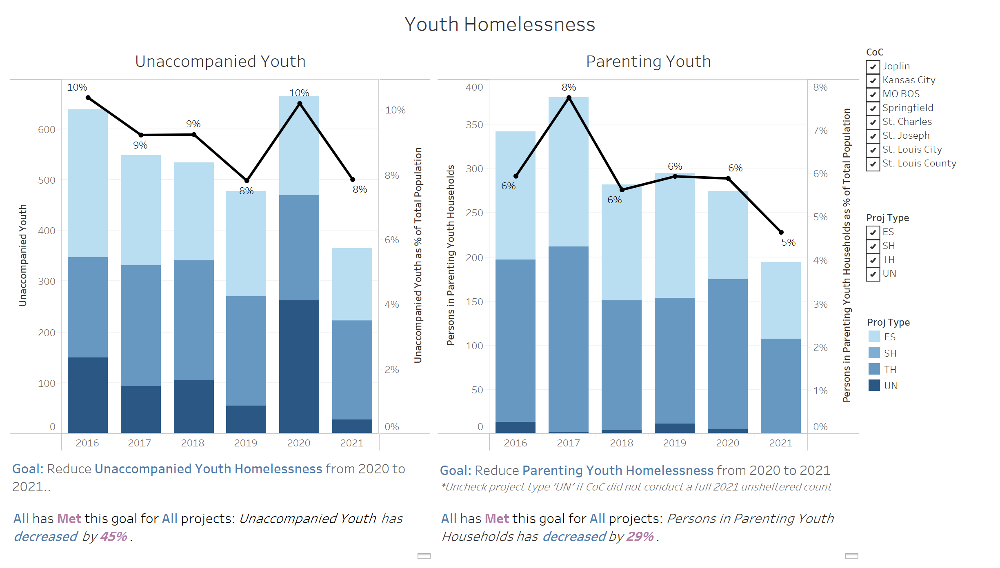 Youth Homelessness
Unaccompanied Youth
Unaccompanied Youth
600
500
400
300
200
100
0
10%
9%
9%
8%
10%
8%
10%
8%
6%
4%
2%
0%
Unaccompanied Youth as % of Total Population
2016 2017 2018 2019 2020 2021
Goal: Reduce Unaccompanied Youth Homelessness from 2020 to
2021..
All has Met this goal for All projects: Unaccompanied Youth has
decreased by 45% .
Parenting Youth
Persons in Parenting Youth Households
400
350
300
250
200
150
100
50
0
6%
8%
6%
6%
6%
5%
8%
7%
6%
5%
4%
3%
2%
1%
0%
Persons in Parenting Youth Households as % of Total Population
2016 2017 2018 2019 2020 2021
Goal: Reduce Parenting Youth Homelessness from 2020 to 2021
*Uncheck project type 'UN' if CoC did not conduct a full 2021 unsheltered count
All has Met this goal for All projects: Persons in Parenting Youth
Households has decreased by 29% .
CoC
Joplin
Kansas City
MO BOS
Springfield
St. Charles
St. Joseph
St. Louis City
St. Louis County
Proj Type
ES
SH
TH
UN
Proj Type
ES
SH
TH
UN